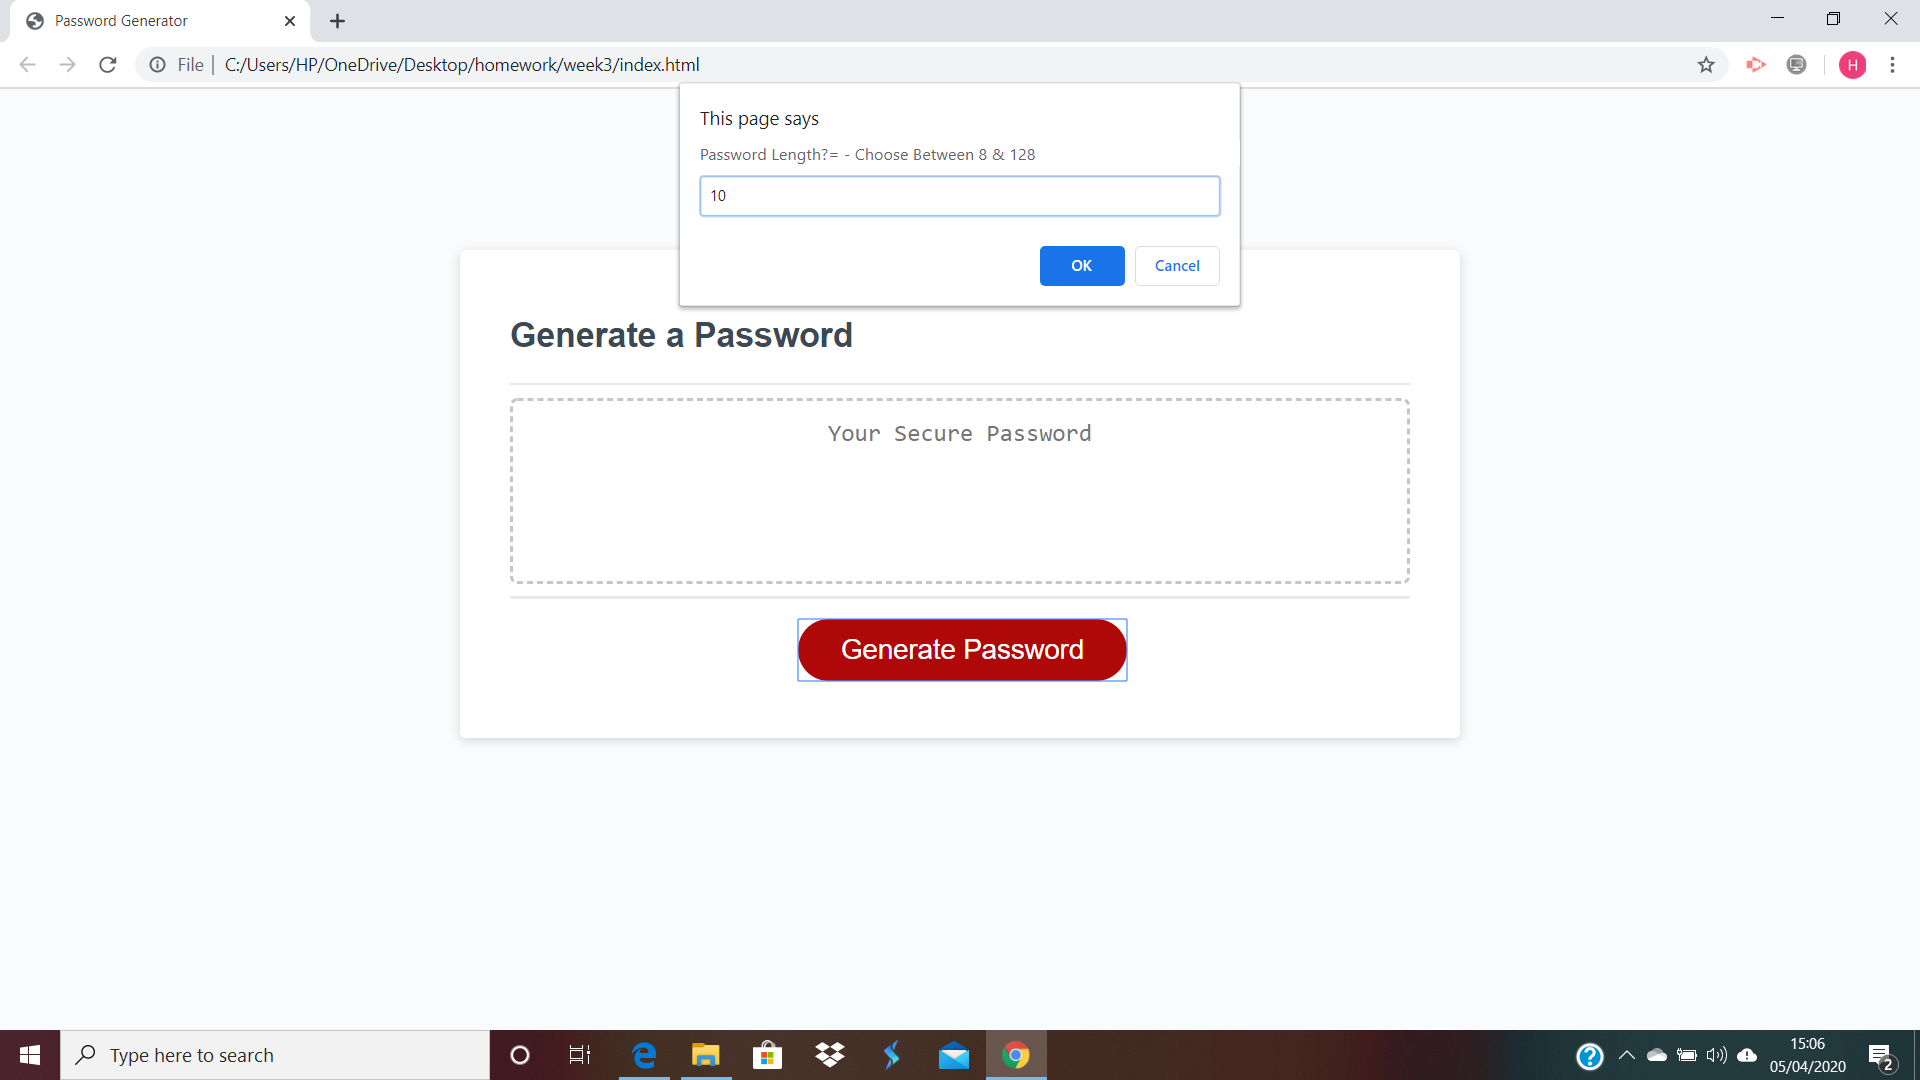 Password Generator
File | C:/Users/HP/OneDrive/Desktop/homework/week3/index.html
H
This page says
Password Length?= - Choose Between 8 & 128
10
OK Cancel
Generate a Password
Your Secure Password
Generate Password
Type here to search
15:06
05/04/2020
2